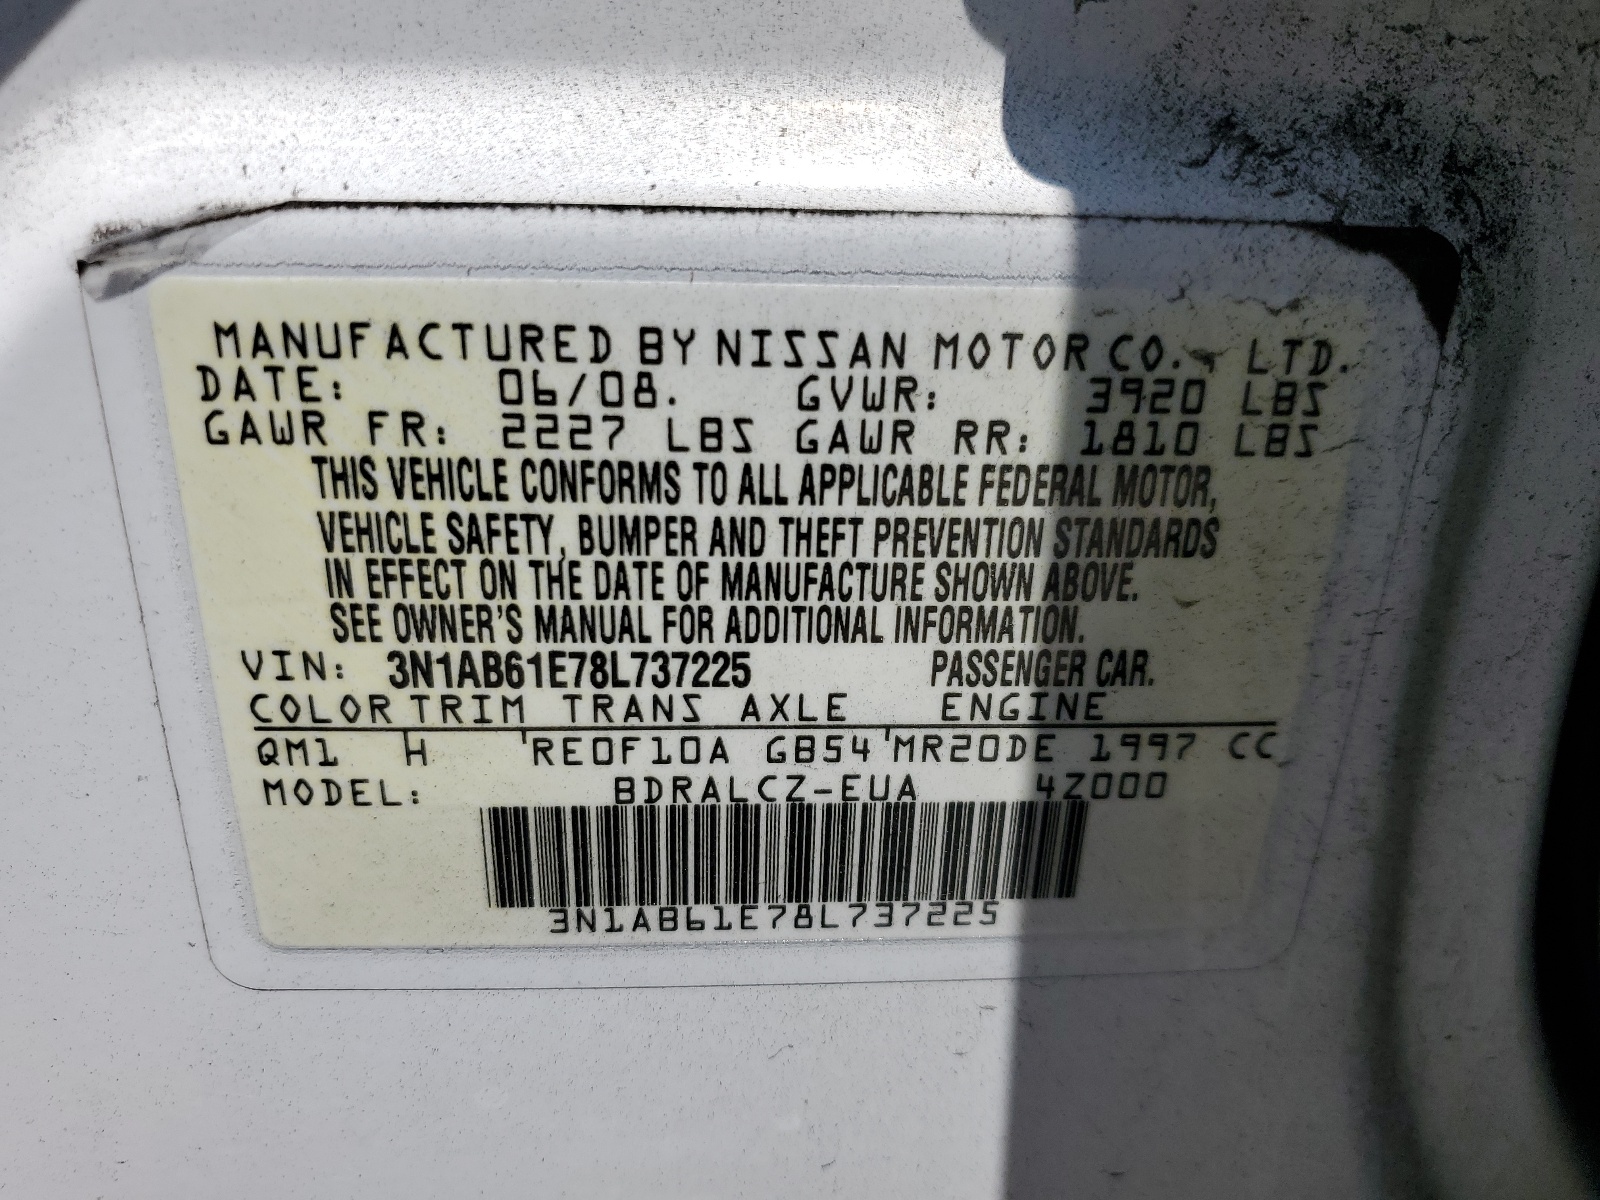 MANUFACTURED BY NISSAN MOTOR CO., LTD.
DATE: 06/08. GVWR: 3920 LBS
GAWR FR: 2227 LBS GAWR RR: 1810 LBS
THIS VEHICLE CONFORMS TO ALL APPLICABLE FEDERAL MOTOR,
VEHICLE SAFETY, BUMPER AND THEFT PREVENTION STANDARDS
IN EFFECT ON THE DATE OF MANUFACTURE SHOWN ABOVE.
SEE OWNER'S MANUAL FOR ADDITIONAL INFORMATION.
VIN: 3N1AB61E78L737225 PASSENGER CAR.
COLOR TRIM TRANS AXLE ENGINE
QM1 H 'RE0F10A GB54'MR20DE 1997 CC
MODEL: BDRALCZ-EUA 4Z000
3N1AB61E78L737225